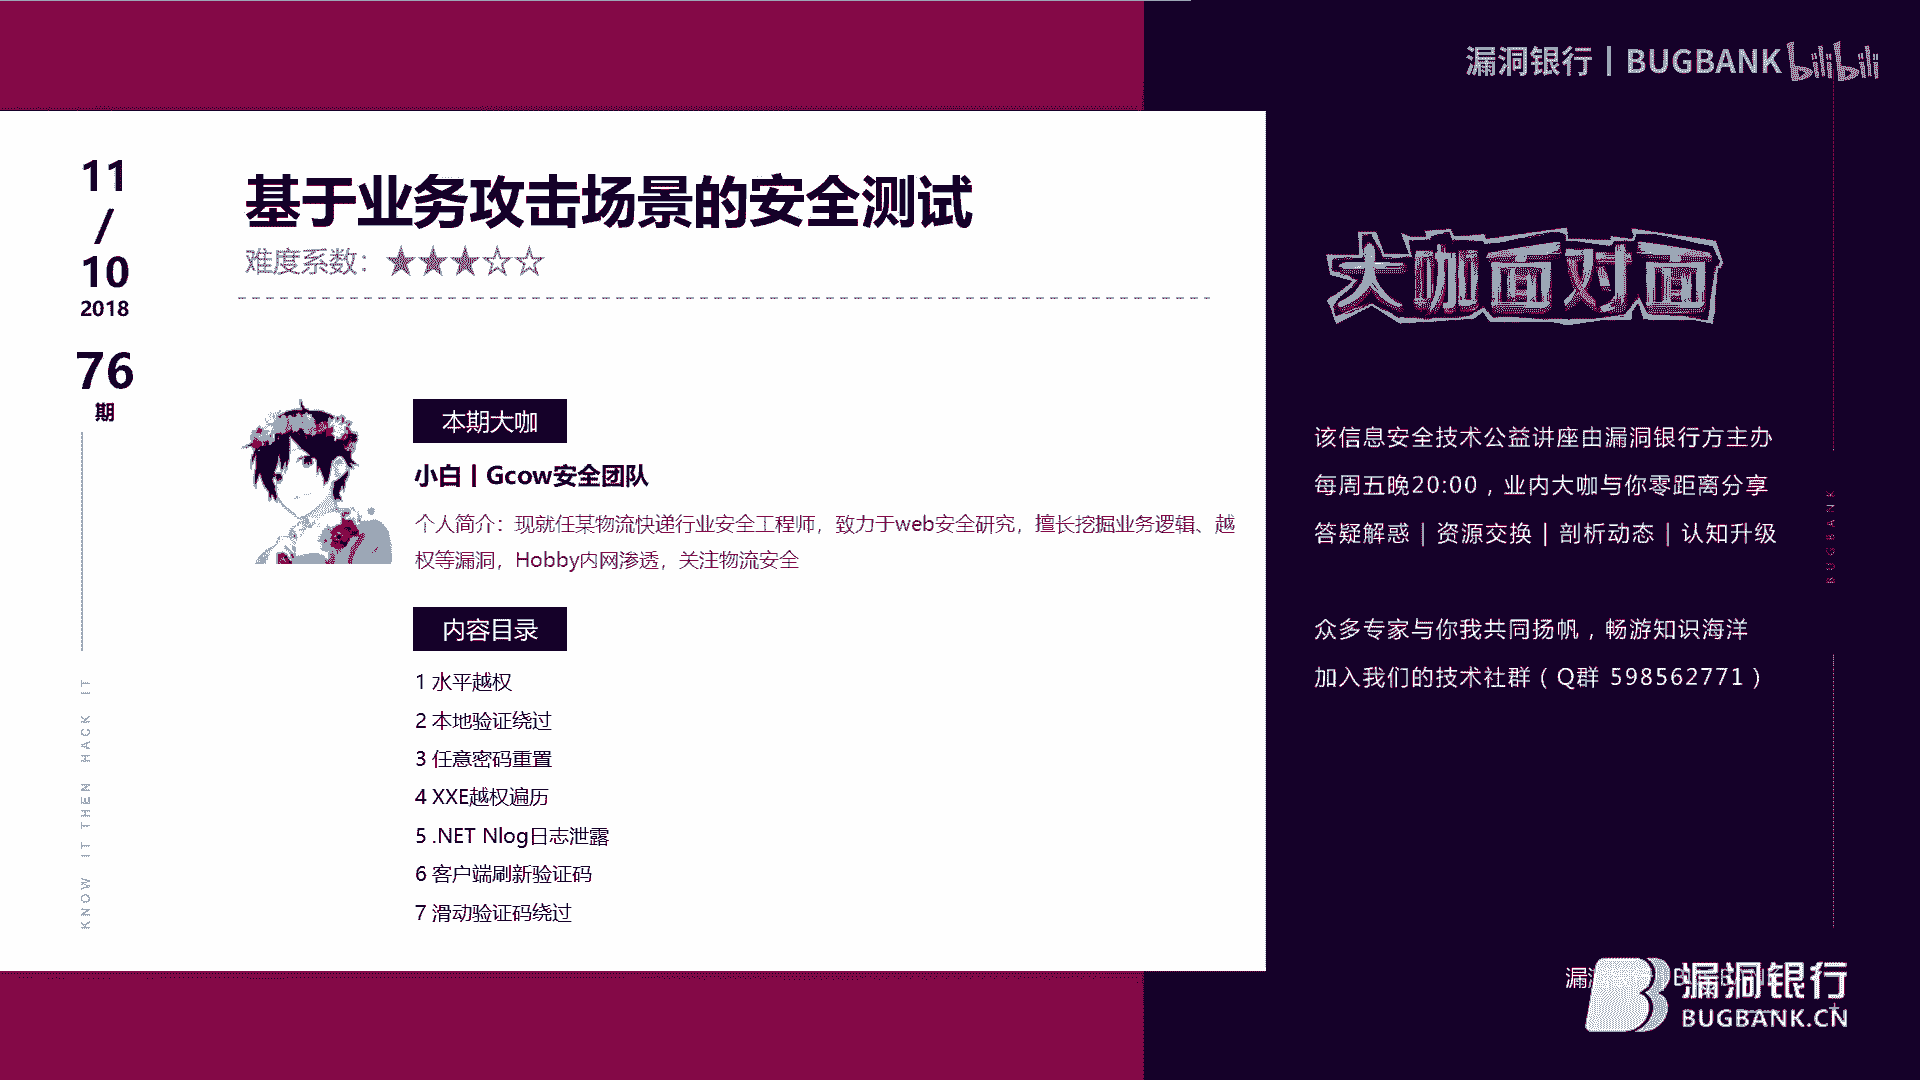 漏洞银行 | BUGBANK bilibili
11
/
10
2018
76
期
KNOW IT THEN HACK IT
基于业务攻击场景的安全测试
难度系数：★★★☆☆
本期大咖
小白 | Gcow安全团队
个人简介：现就任某物流快递行业安全工程师，致力于web安全研究，擅长挖掘业务逻辑、越
权等漏洞，Hobby内网渗透，关注物流安全
内容目录
1 水平越权
2 本地验证绕过
3 任意密码重置
4 XXE越权遍历
5 .NET Nlog日志泄露
6 客户端刷新验证码
7 滑动验证码绕过
大咖面对面
该信息安全技术公益讲座由漏洞银行方主办
每周五晚20:00，业内大咖与你零距离分享
答疑解惑 | 资源交换 | 剖析动态 | 认知升级
众多专家与你我共同扬帆，畅游知识海洋
加入我们的技术社群（Q群 598562771）
BUGBANK
漏洞银行
BUGBANK.CN